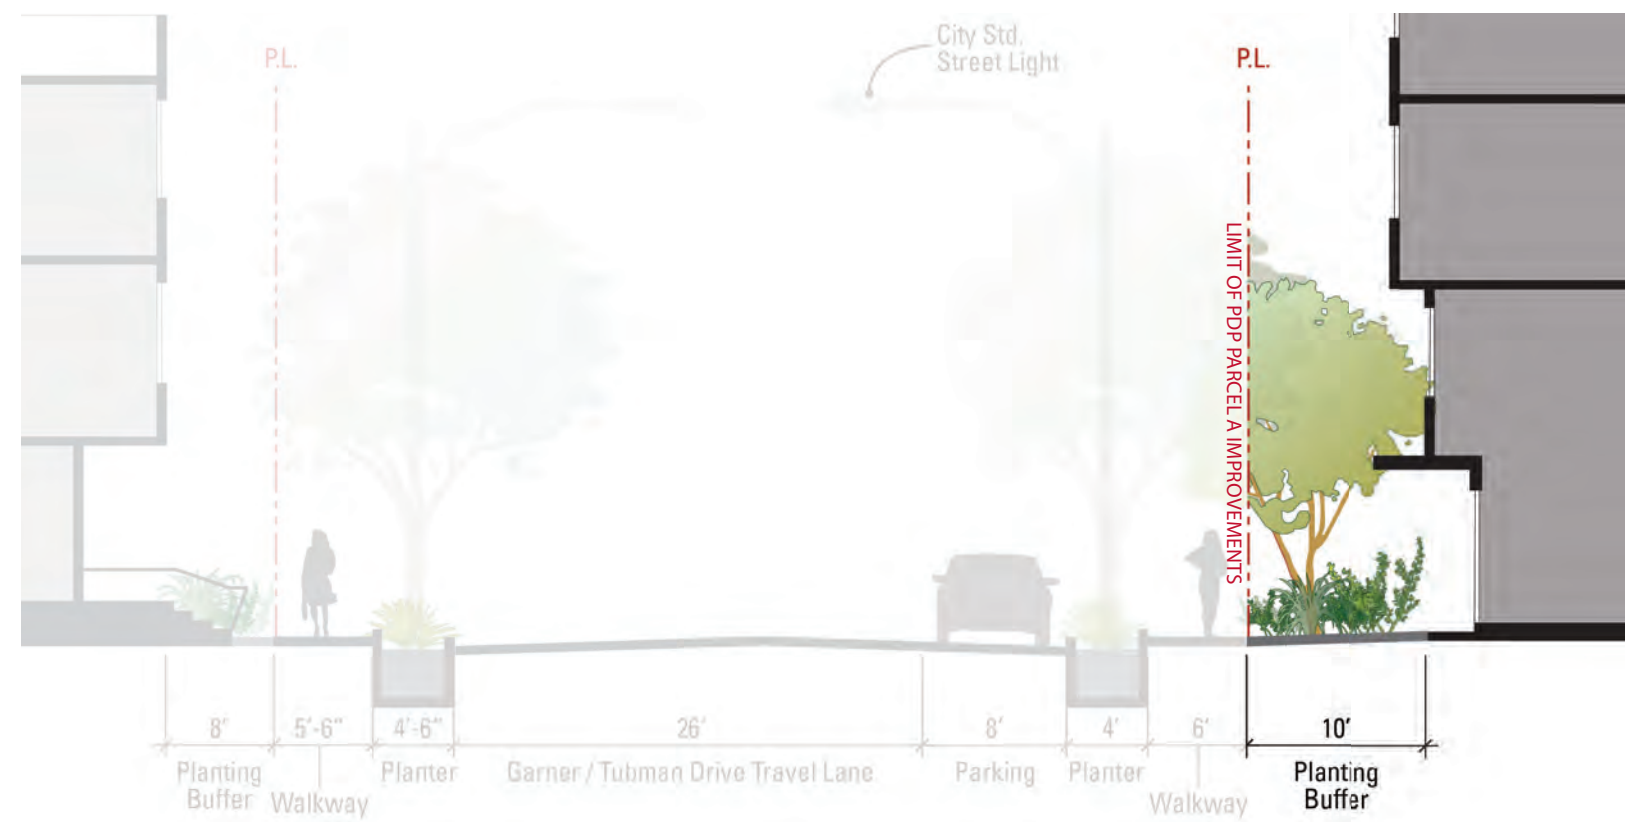 City Std.
Street Light
P.L.
P.L.
LIMIT OF PDP PARCEL A IMPROVEMENTS
8'
5'-6"
4'-6"
26'
8'
4'
6'
10'
Planting
Buffer
Walkway
Planter
Garner / Tubman Drive Travel Lane
Parking
Planter
Walkway
Planting
Buffer